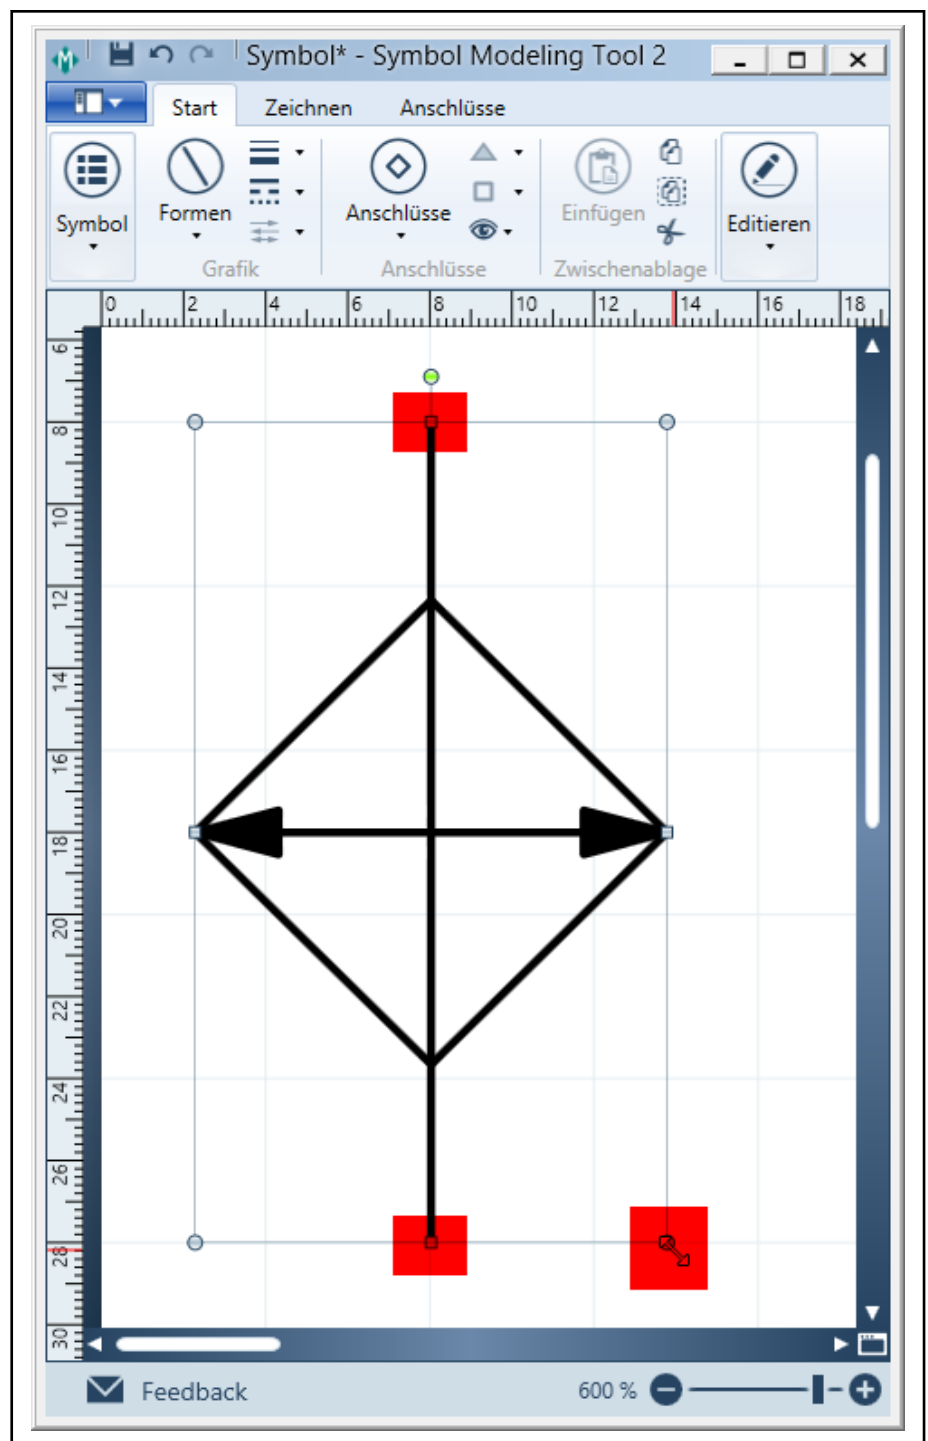 Symbol* - Symbol Modeling Tool 2
Start Zeichnen Anschlüsse
Symbol Formen Anschlüsse Einfügen Editieren
Grafik Anschlüsse Zwischenablage
0 2 4 6 8 10 12 14 16 18
6
8
10
12
14
16
18
20
22
24
26
28
30
Feedback 600 %